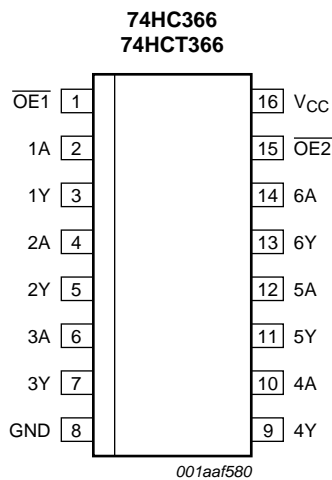 74HC366
74HCT366
OE1 1
16 VCC
1A 2
15 OE2
1Y 3
14 6A
2A 4
13 6Y
2Y 5
12 5A
3A 6
11 5Y
3Y 7
10 4A
GND 8
9 4Y
001aaf580